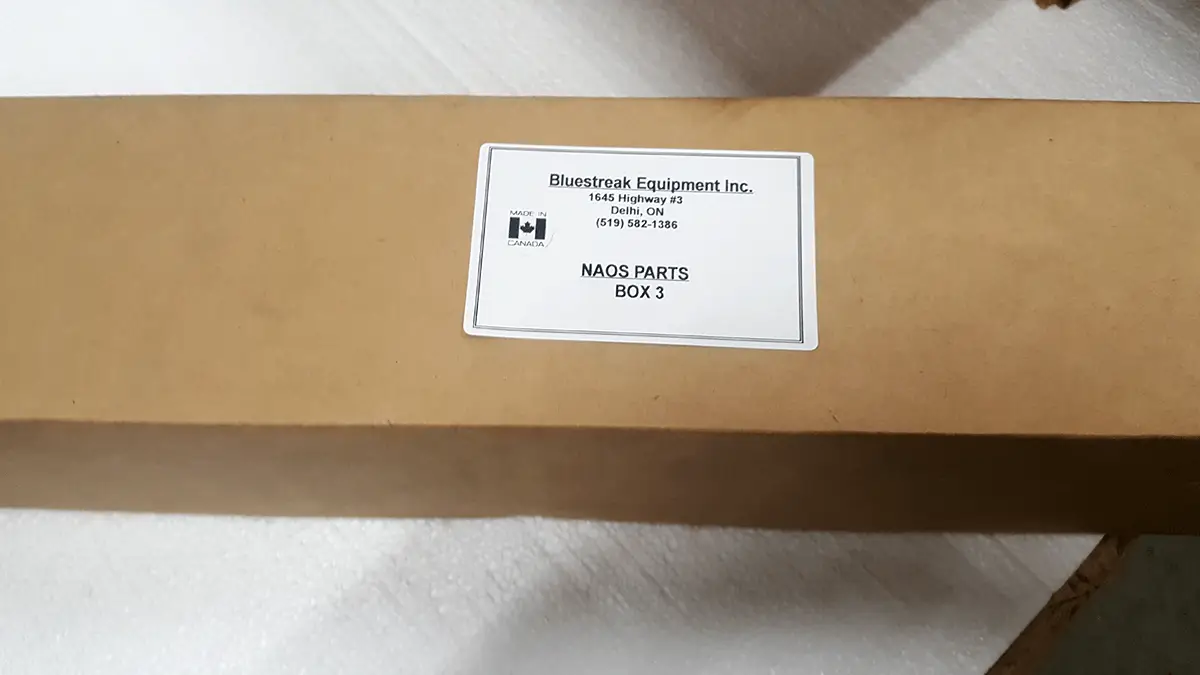 Bluestreak Equipment Inc.
1645 Highway #3
Delhi, ON
(519) 582-1386
MADE IN
CANADA
NAOS PARTS
BOX 3